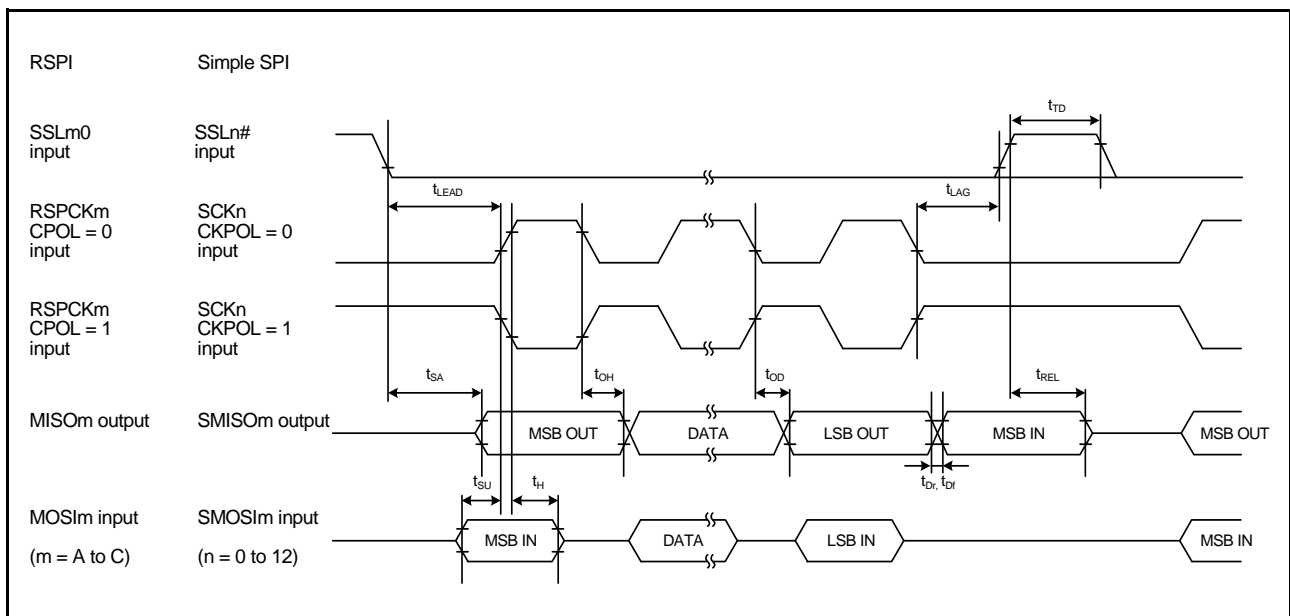 RSPI Simple SPI
SSLm0 SSLn#
input input
tTD
tLEAD
tLAG
RSPCKm SCKn
CPOL = 0 CKPOL = 0
input input
RSPCKm SCKn
CPOL = 1 CKPOL = 1
input input
tSA tOH tOD tREL
MISOm output SMISOm output MSB OUT DATA LSB OUT MSB IN MSB OUT
tSU tH tDr, tDf
MOSIm input SMOSIm input MSB IN DATA LSB IN MSB IN
(m = A to C) (n = 0 to 12)